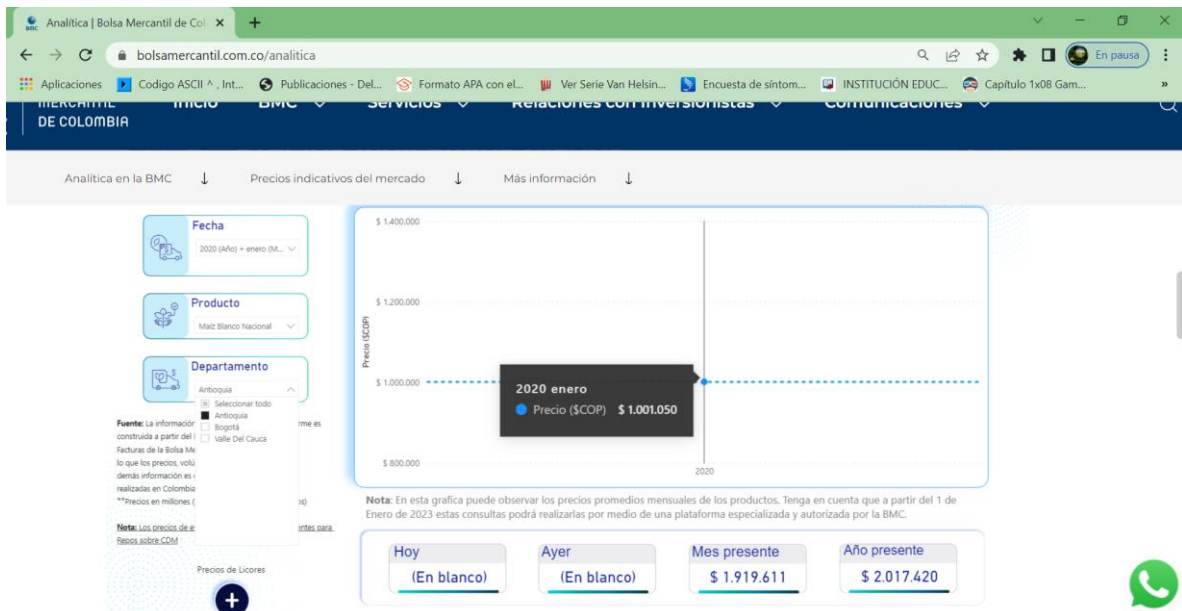 Analítica | Bolsa Mercantil de Col
bolsamercantil.com.co/analitica
En pausa
Aplicaciones Codigo ASCII ^ , Int... Publicaciones - Del... Formato APA con el... Ver Serie Van Helsin... Encuesta de síntom... INSTITUCIÓN EDUC... Capítulo 1x08 Gam... »
MERCANTIL
DE COLOMBIA
Inicio BMC Servicios Relaciones con Inversionistas Comunicaciones
Analítica en la BMC Precios indicativos del mercado Más información
Fecha
2020 (Año) + enero (M...
Producto
Maíz Blanco Nacional
Departamento
Antioquia
Seleccionar todo
Antioquia
Bogotá
Valle Del Cauca
Fuente: La información rme es
construida a partir del
Facturas de la Bolsa Me
lo que los precios, volú
demás información es
realizadas en Colombia
**Precios en millones (
Nota: Los precios de e ntes para
Repos sobre CDM
Precios de Licores
Precio ($COP)
$ 1.400.000
$ 1.200.000
$ 1.000.000
$ 800.000
2020
2020 enero
Precio ($COP) $ 1.001.050
Nota: En esta grafica puede observar los precios promedios mensuales de los productos. Tenga en cuenta que a partir del 1 de
Enero de 2023 estas consultas podrá realizarlas por medio de una plataforma especializada y autorizada por la BMC.
Hoy
(En blanco)
Ayer
(En blanco)
Mes presente
$ 1.919.611
Año presente
$ 2.017.420